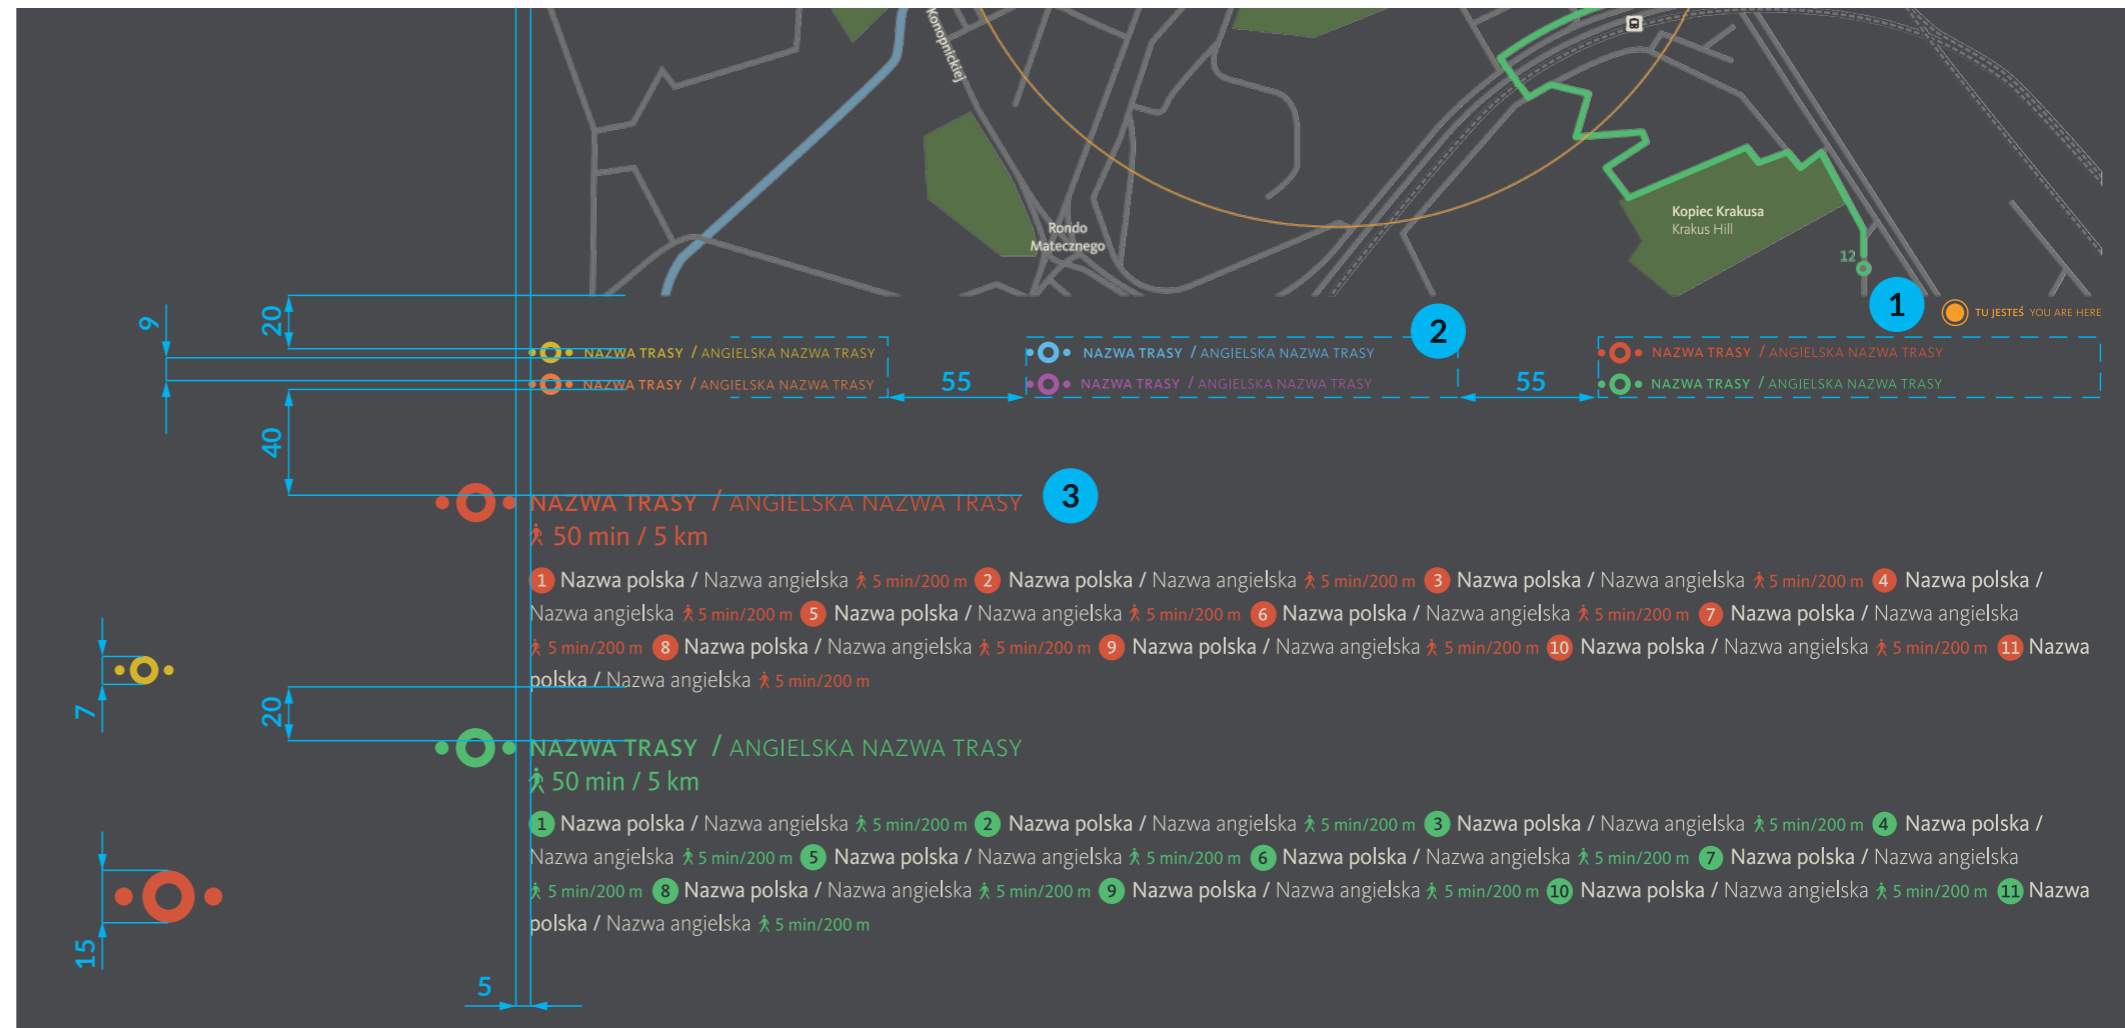 Konopnickiej
Rondo
Matecznego
Kopiec Krakusa
Krakus Hill
12
1
TU JESTEŚ YOU ARE HERE
20
9
2
NAZWA TRASY / ANGIELSKA NAZWA TRASY
NAZWA TRASY / ANGIELSKA NAZWA TRASY
NAZWA TRASY / ANGIELSKA NAZWA TRASY
NAZWA TRASY / ANGIELSKA NAZWA TRASY
55
NAZWA TRASY / ANGIELSKA NAZWA TRASY
55
NAZWA TRASY / ANGIELSKA NAZWA TRASY
40
NAZWA TRASY / ANGIELSKA NAZWA TRASY
3
50 min / 5 km
1 Nazwa polska / Nazwa angielska 5 min/200 m 2 Nazwa polska / Nazwa angielska 5 min/200 m 3 Nazwa polska / Nazwa angielska 5 min/200 m 4 Nazwa polska /
Nazwa angielska 5 min/200 m 5 Nazwa polska / Nazwa angielska 5 min/200 m 6 Nazwa polska / Nazwa angielska 5 min/200 m 7 Nazwa polska / Nazwa angielska
5 min/200 m 8 Nazwa polska / Nazwa angielska 5 min/200 m 9 Nazwa polska / Nazwa angielska 5 min/200 m 10 Nazwa polska / Nazwa angielska 5 min/200 m 11 Nazwa
polska / Nazwa angielska 5 min/200 m
7
20
NAZWA TRASY / ANGIELSKA NAZWA TRASY
50 min / 5 km
1 Nazwa polska / Nazwa angielska 5 min/200 m 2 Nazwa polska / Nazwa angielska 5 min/200 m 3 Nazwa polska / Nazwa angielska 5 min/200 m 4 Nazwa polska /
Nazwa angielska 5 min/200 m 5 Nazwa polska / Nazwa angielska 5 min/200 m 6 Nazwa polska / Nazwa angielska 5 min/200 m 7 Nazwa polska / Nazwa angielska
5 min/200 m 8 Nazwa polska / Nazwa angielska 5 min/200 m 9 Nazwa polska / Nazwa angielska 5 min/200 m 10 Nazwa polska / Nazwa angielska 5 min/200 m 11 Nazwa
polska / Nazwa angielska 5 min/200 m
15
5